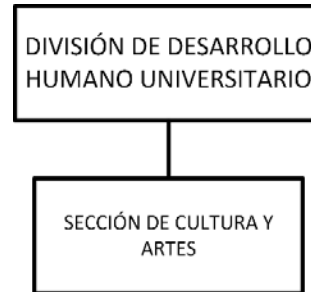 DIVISIÓN DE DESARROLLO
HUMANO UNIVERSITARIO
SECCIÓN DE CULTURA Y
ARTES